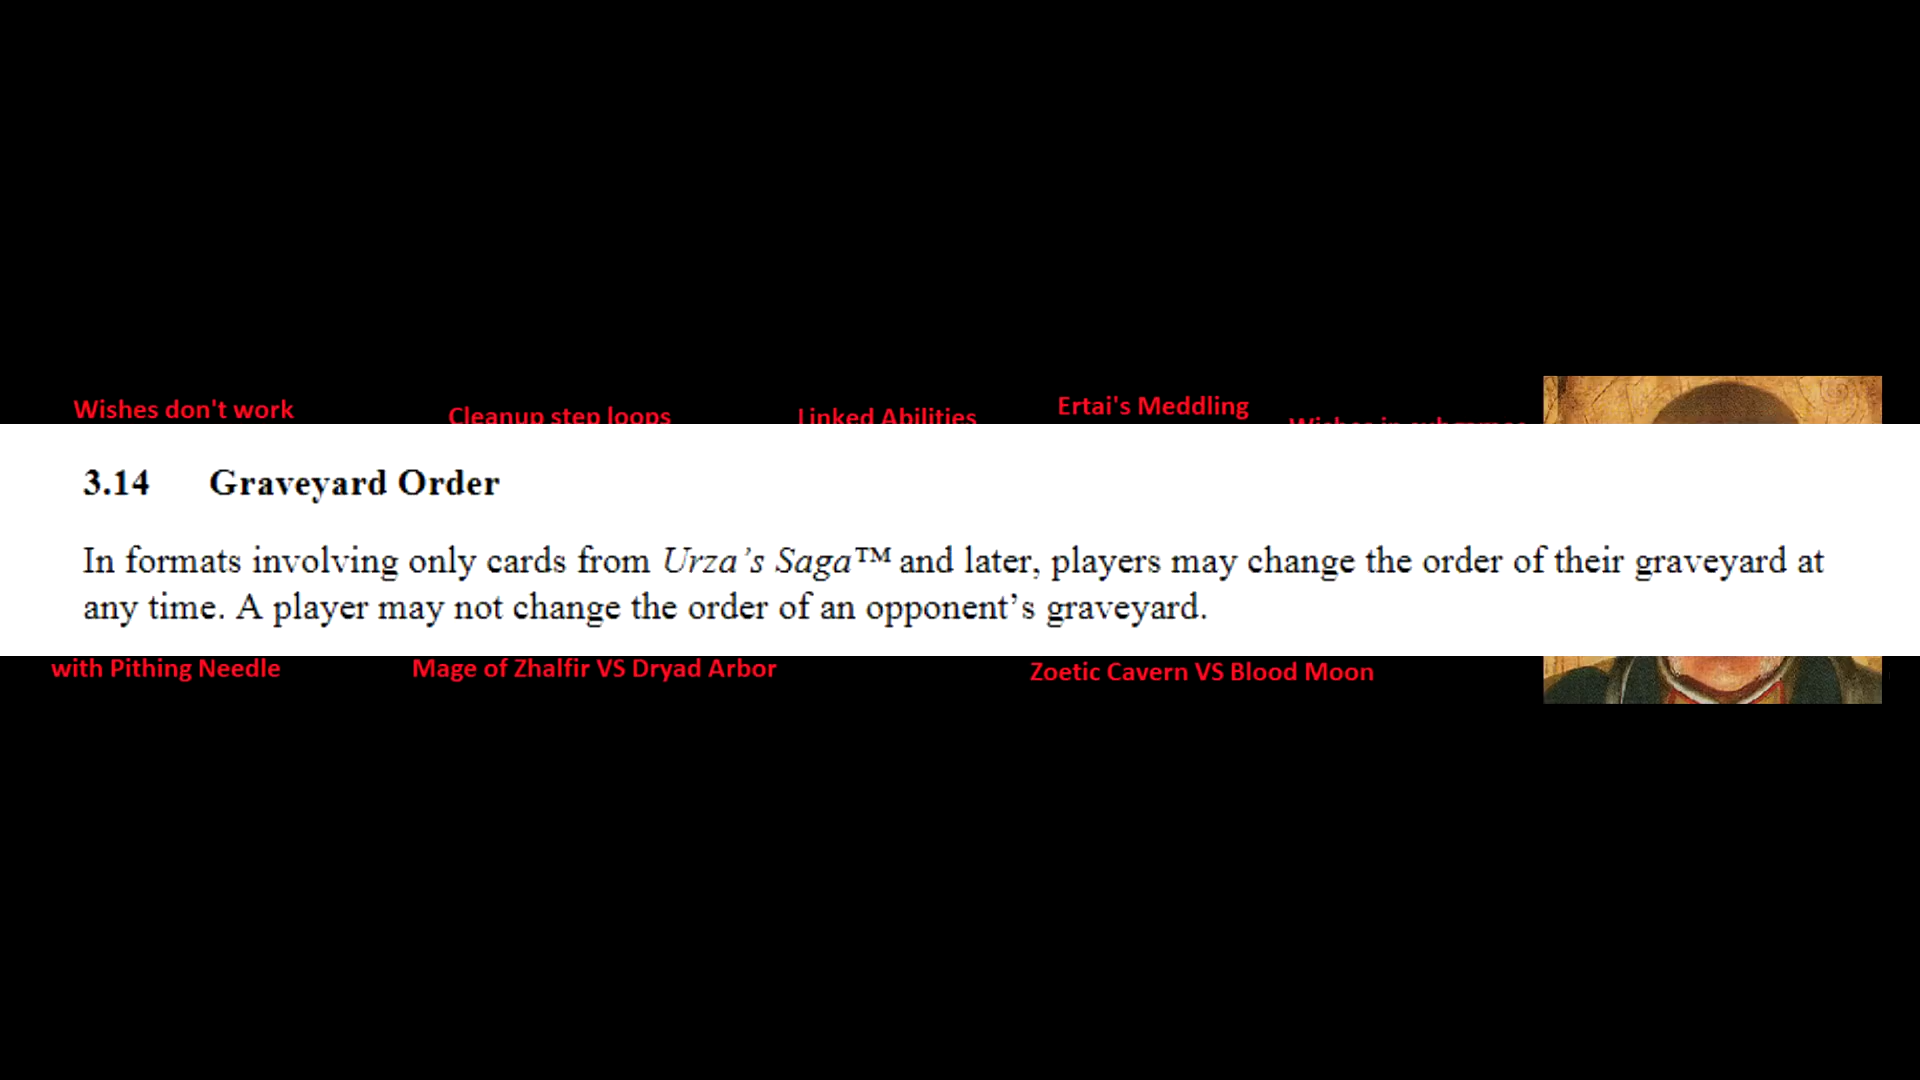 Wishes don't work
Cleanup step loops
Linked Abilities
Ertai's Meddling
Wishes in subgames
3.14 Graveyard Order
In formats involving only cards from Urza’s Saga™ and later, players may change the order of their graveyard at
any time. A player may not change the order of an opponent’s graveyard.
with Pithing Needle
Mage of Zhalfir VS Dryad Arbor
Zoetic Cavern VS Blood Moon